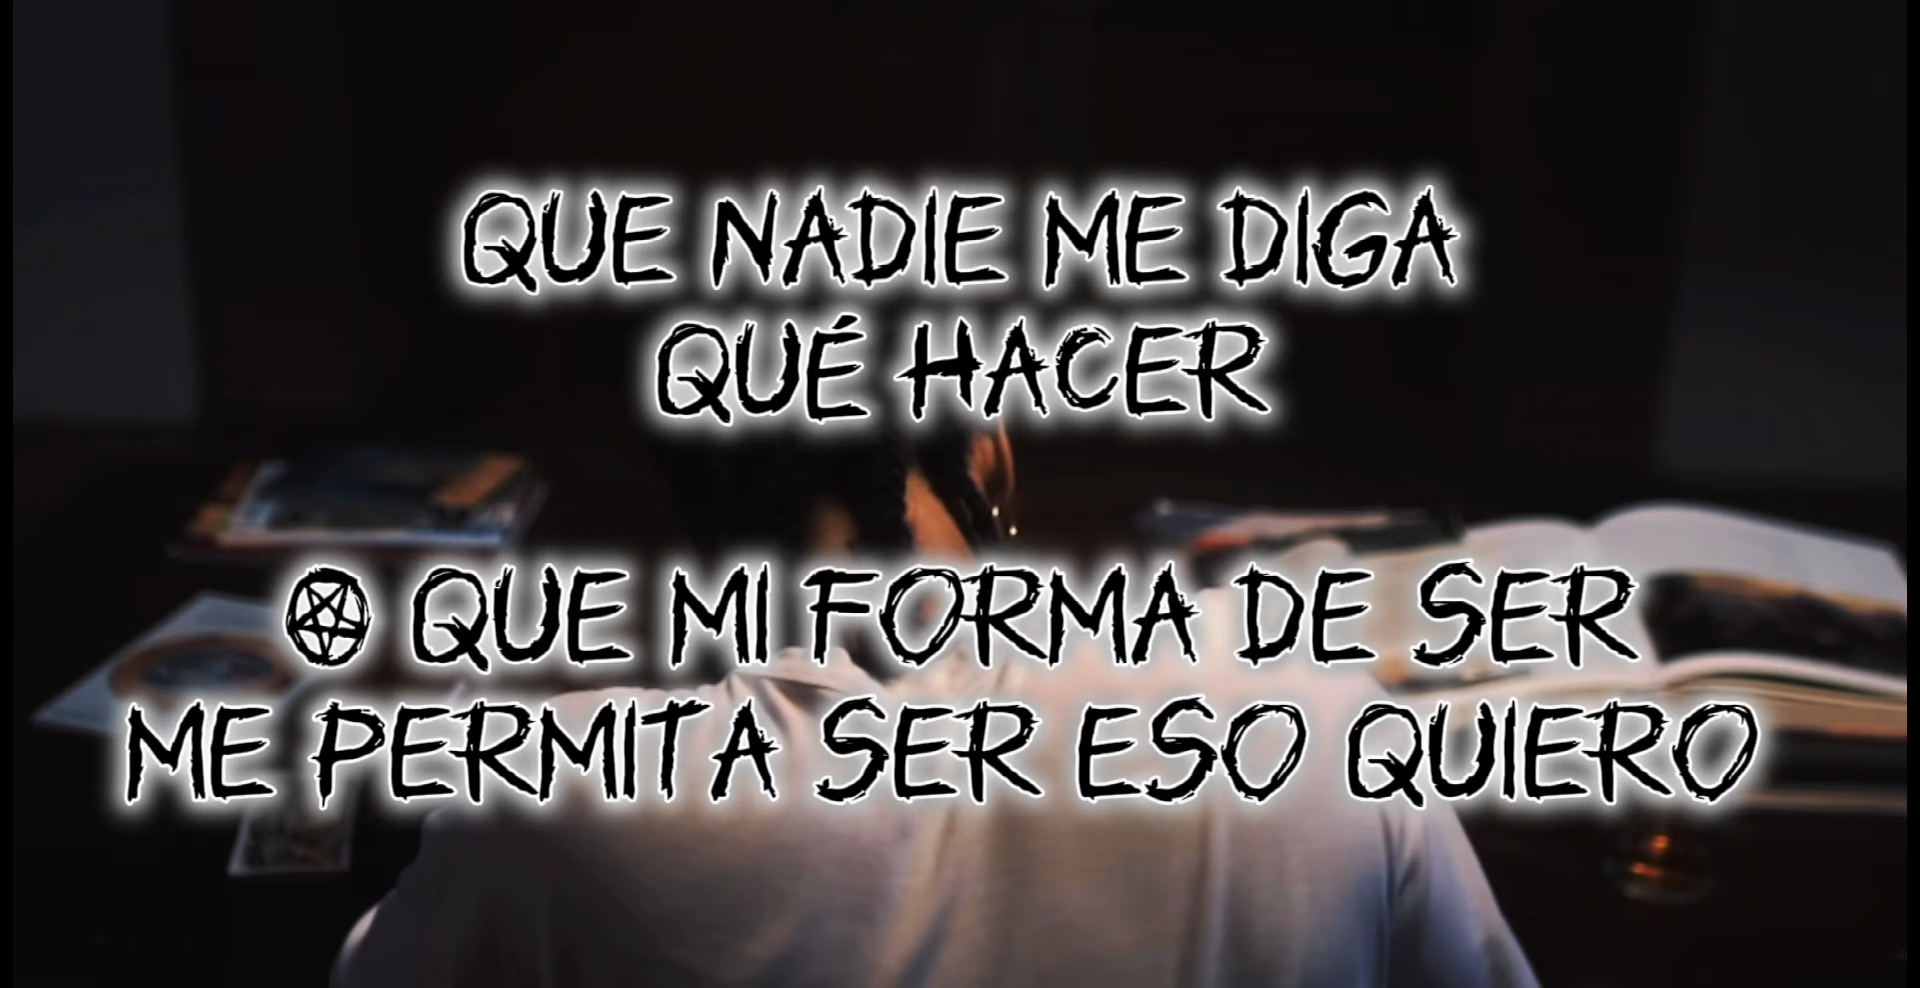 QUE NADIE ME DIGA
QUÉ HACER
O QUE MI FORMA DE SER
ME PERMITA SER ESO QUIERO